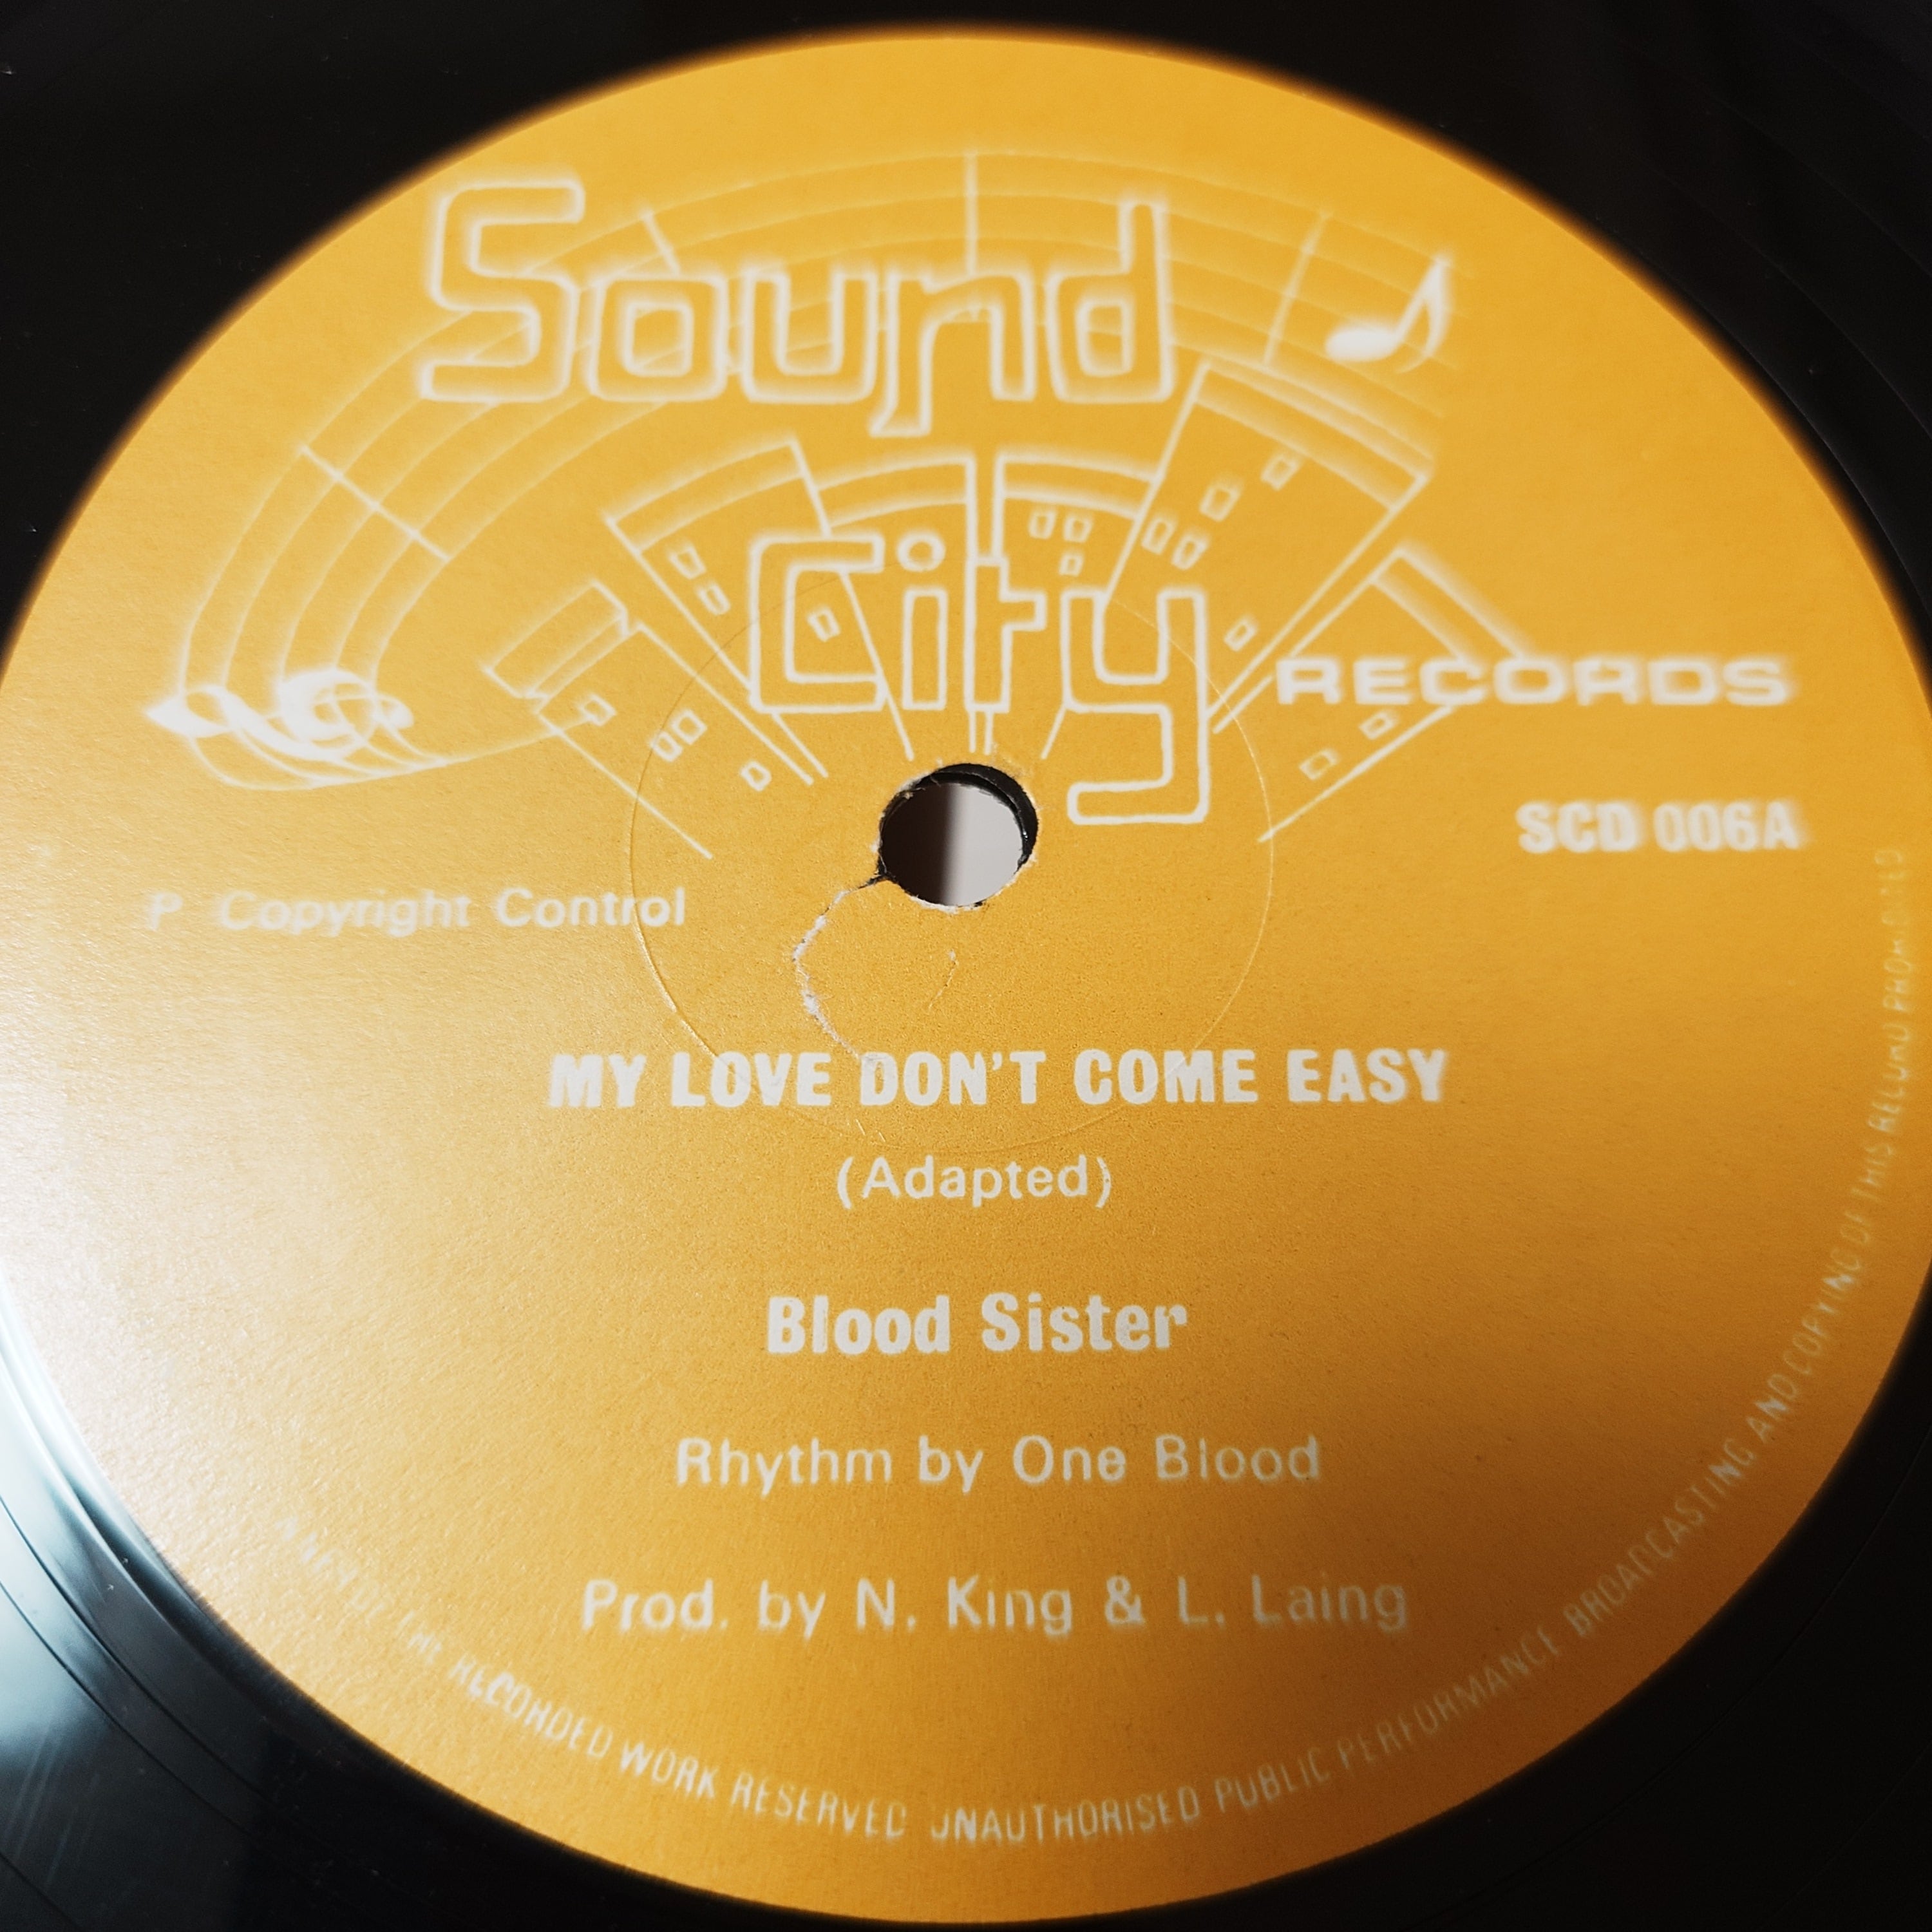 Sound
City
RECORDS
SCD 006A
P Copyright Control
MY LOVE DON'T COME EASY
(Adapted)
Blood Sister
Rhythm by One Blood
Prod. by N. King & L. Laing
RECORDED WORK RESERVED UNAUTHORISED PUBLIC PERFORMANCE BROADCASTING AND COPYING OF THIS RECORD PROHIBITED